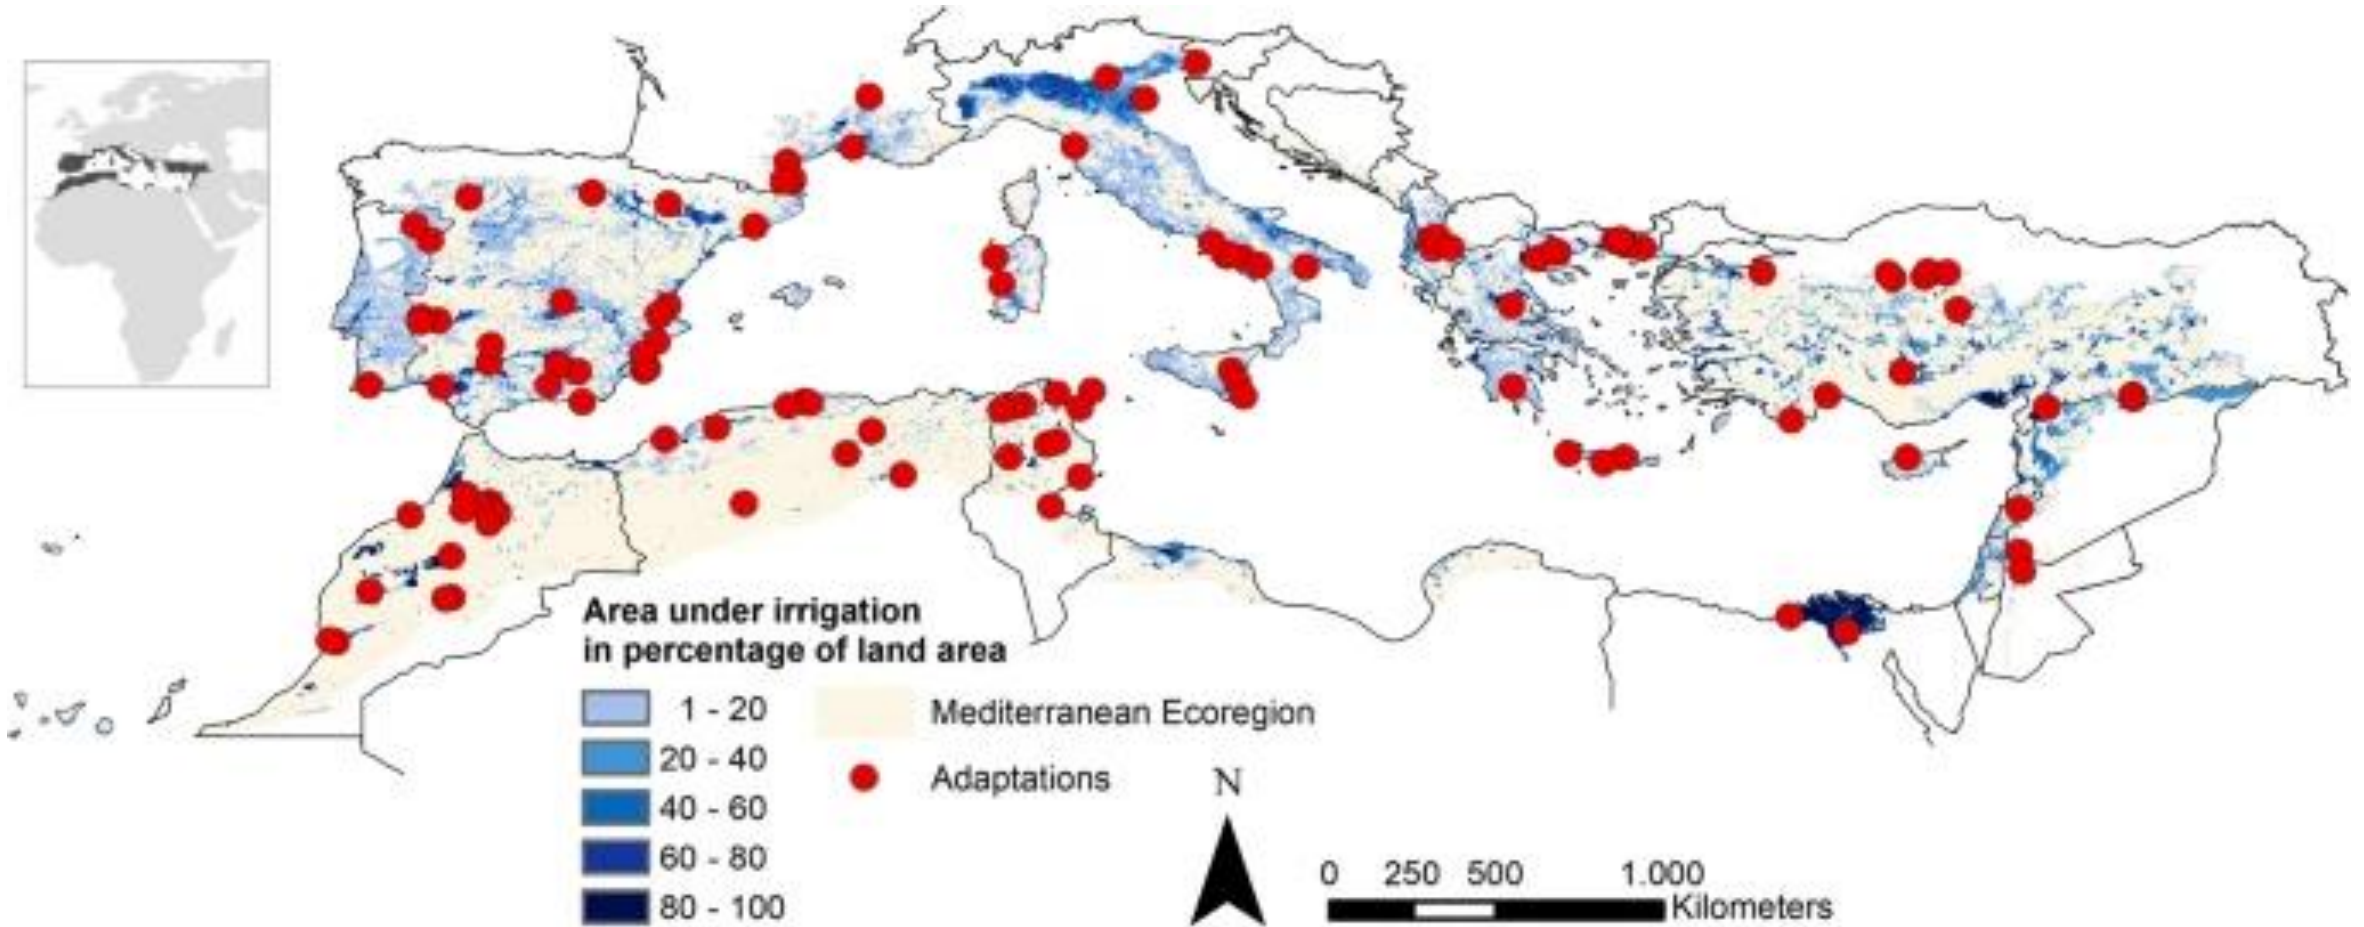 Area under irrigation
in percentage of land area
1 - 20
20 - 40
40 - 60
60 - 80
80 - 100
Mediterranean Ecoregion
Adaptations
N
0 250 500 1.000
Kilometers